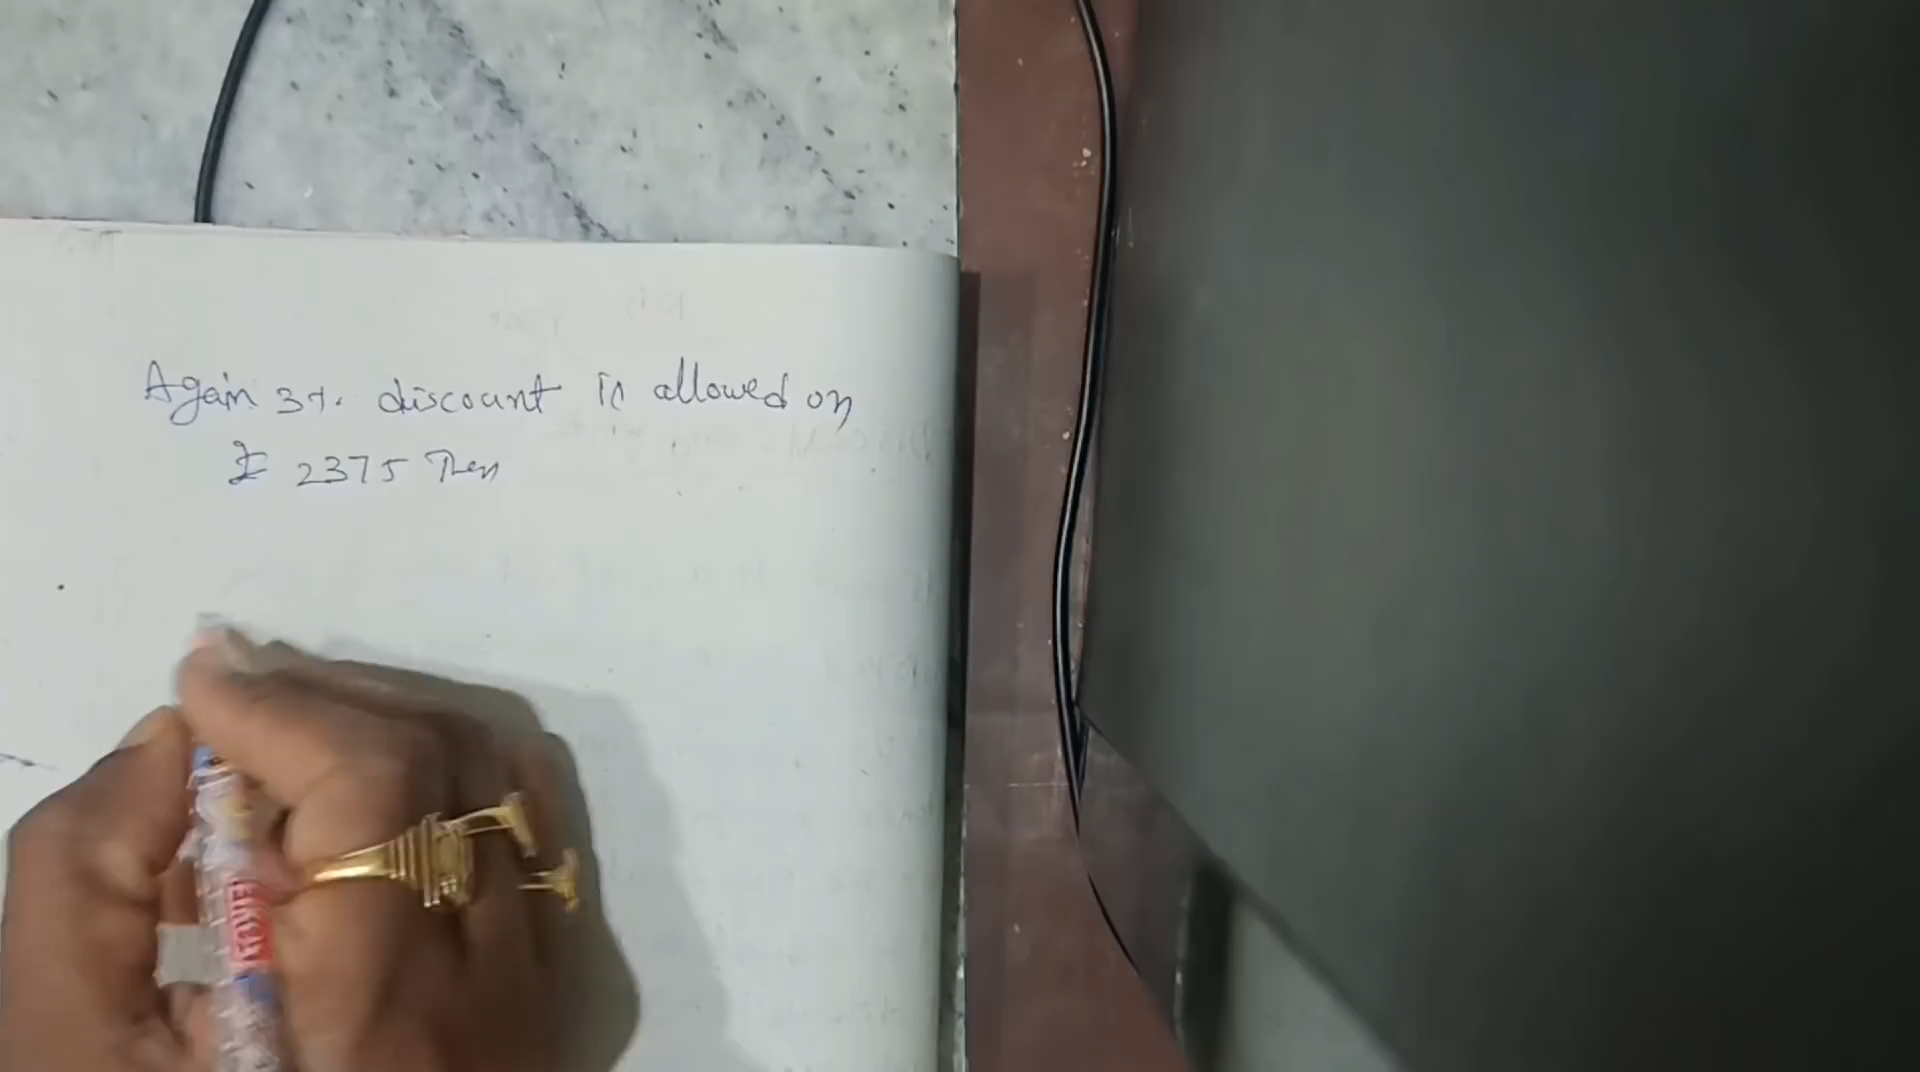 Again 3%. discount is allowed on
₹ 2375 Then